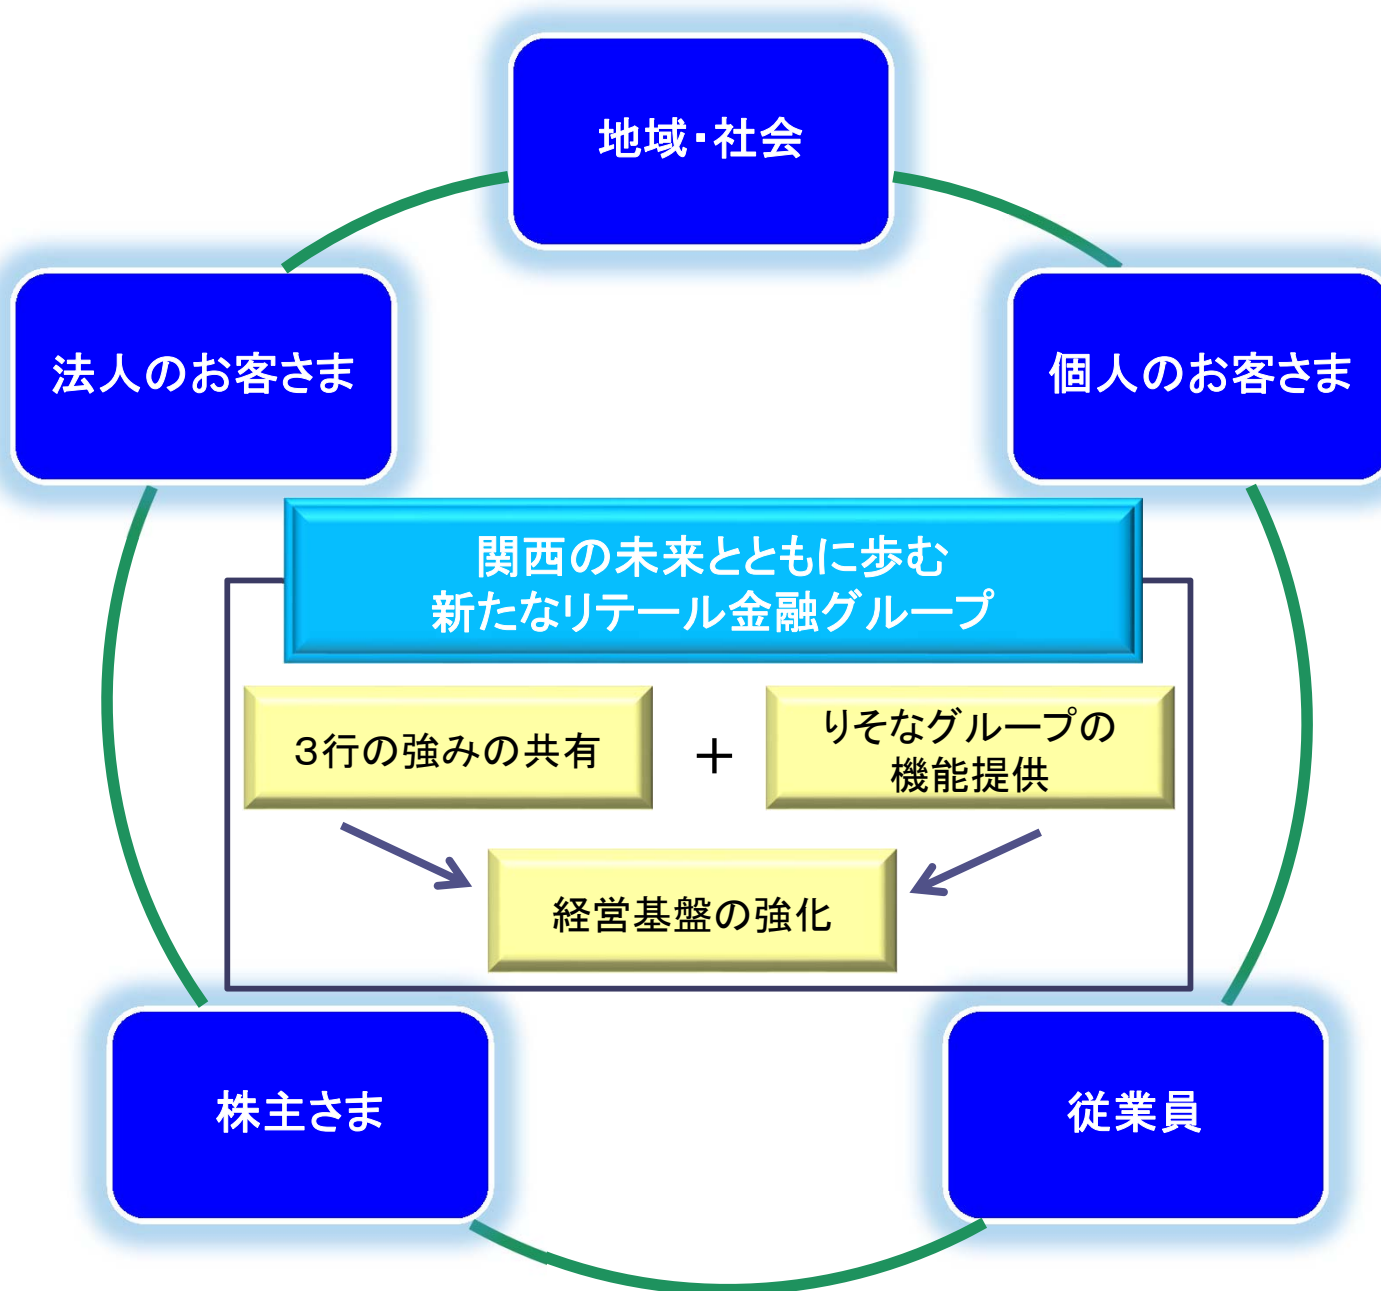 地域・社会
法人のお客さま
個人のお客さま
関西の未来とともに歩む
新たなリテール金融グループ
3行の強みの共有
＋
りそなグループの
機能提供
経営基盤の強化
株主さま
従業員